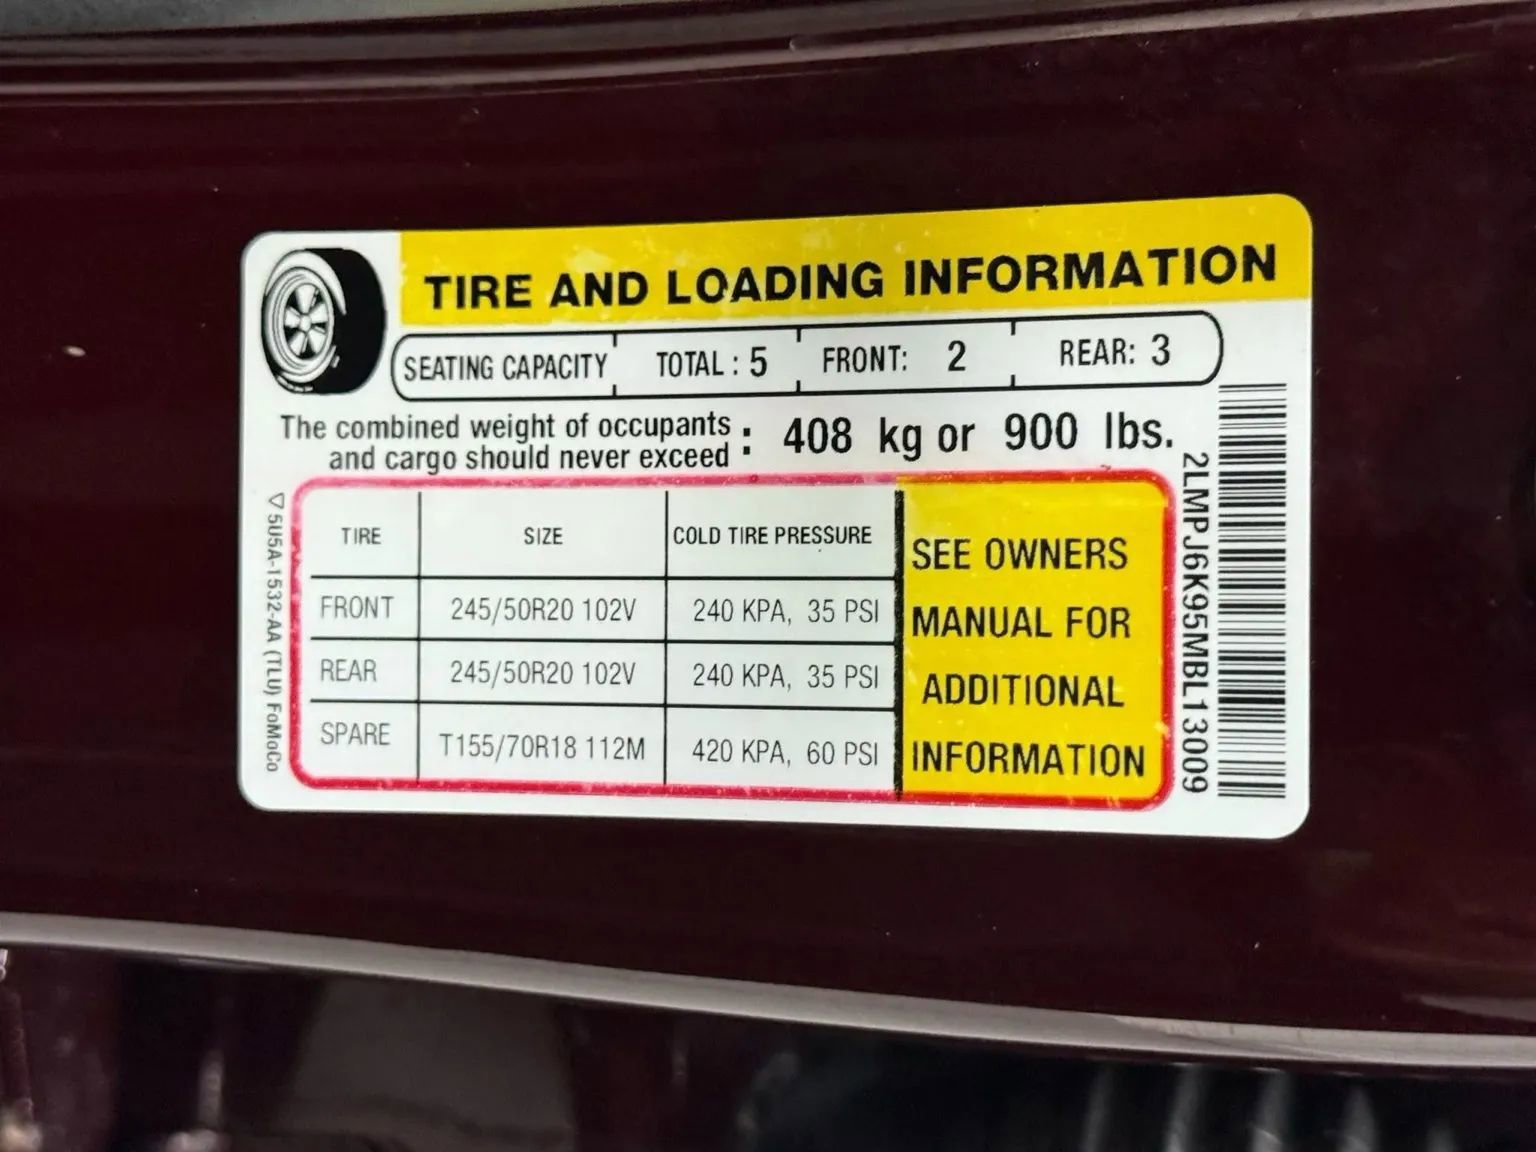 TIRE AND LOADING INFORMATION
SEATING CAPACITY TOTAL : 5 FRONT: 2 REAR: 3
The combined weight of occupants
and cargo should never exceed : 408 kg or 900 lbs.
TIRE SIZE COLD TIRE PRESSURE
FRONT 245/50R20 102V 240 KPA, 35 PSI
REAR 245/50R20 102V 240 KPA, 35 PSI
SPARE T155/70R18 112M 420 KPA, 60 PSI
SEE OWNERS
MANUAL FOR
ADDITIONAL
INFORMATION
5U5A-1532-AA (TLU) FoMoCo
2LMPJ6K95MBL13009